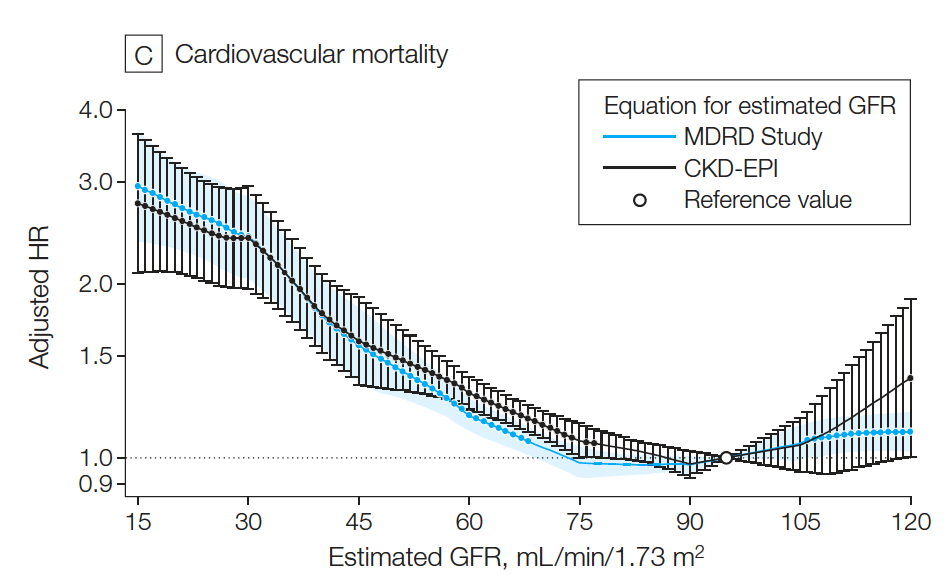 C Cardiovascular mortality
Equation for estimated GFR
MDRD Study
CKD-EPI
Reference value
Adjusted HR
4.0
3.0
2.0
1.5
1.0
0.9
15 30 45 60 75 90 105 120
Estimated GFR, mL/min/1.73 m²